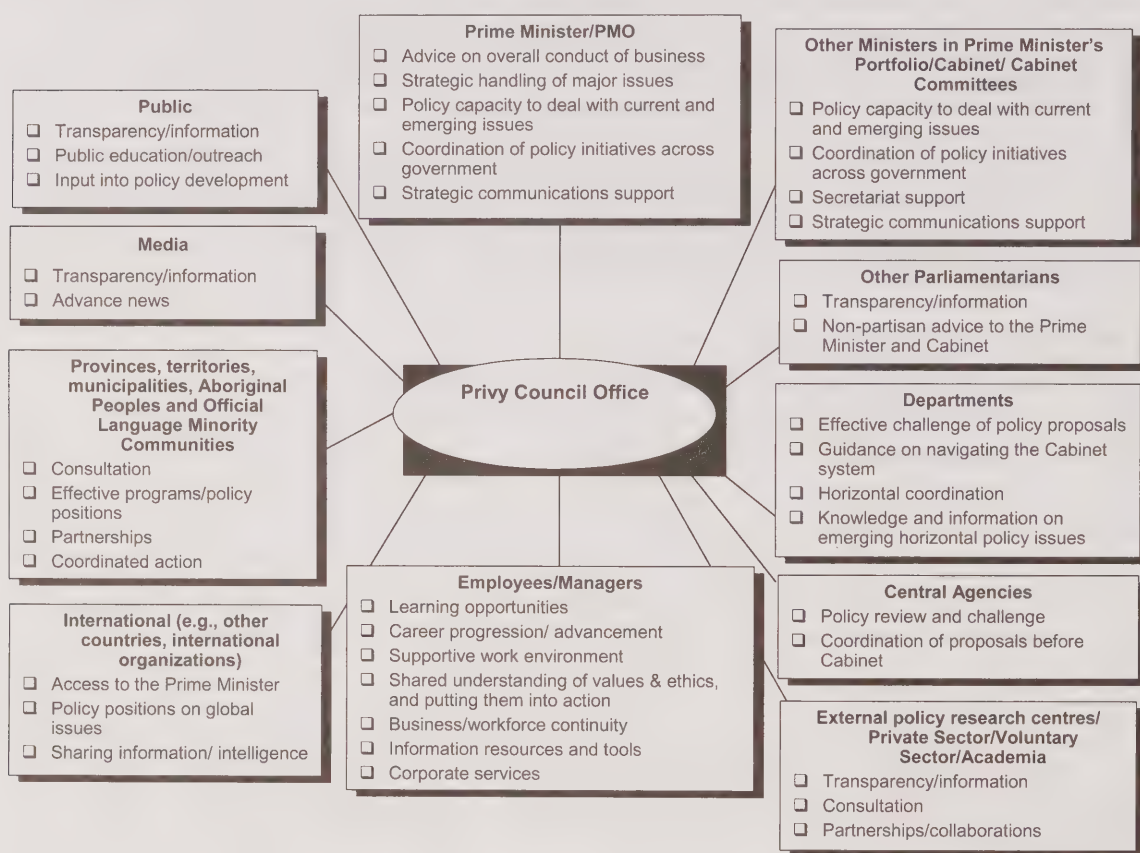 Prime Minister/PMO
❑ Advice on overall conduct of business
❑ Strategic handling of major issues
❑ Policy capacity to deal with current and
emerging issues
❑ Coordination of policy initiatives across
government
❑ Strategic communications support
Other Ministers in Prime Minister's
Portfolio/Cabinet/ Cabinet
Committees
❑ Policy capacity to deal with current
and emerging issues
❑ Coordination of policy initiatives
across government
❑ Secretariat support
❑ Strategic communications support
Public
❑ Transparency/information
❑ Public education/outreach
❑ Input into policy development
Media
❑ Transparency/information
❑ Advance news
Other Parliamentarians
❑ Transparency/information
❑ Non-partisan advice to the Prime
Minister and Cabinet
Provinces, territories,
municipalities, Aboriginal
Peoples and Official
Language Minority
Communities
❑ Consultation
❑ Effective programs/policy
positions
❑ Partnerships
❑ Coordinated action
Privy Council Office
Departments
❑ Effective challenge of policy proposals
❑ Guidance on navigating the Cabinet
system
❑ Horizontal coordination
❑ Knowledge and information on
emerging horizontal policy issues
International (e.g., other
countries, international
organizations)
❑ Access to the Prime Minister
❑ Policy positions on global
issues
❑ Sharing information/ intelligence
Employees/Managers
❑ Learning opportunities
❑ Career progression/ advancement
❑ Supportive work environment
❑ Shared understanding of values & ethics,
and putting them into action
❑ Business/workforce continuity
❑ Information resources and tools
❑ Corporate services
Central Agencies
❑ Policy review and challenge
❑ Coordination of proposals before
Cabinet
External policy research centres/
Private Sector/Voluntary
Sector/Academia
❑ Transparency/information
❑ Consultation
❑ Partnerships/collaborations